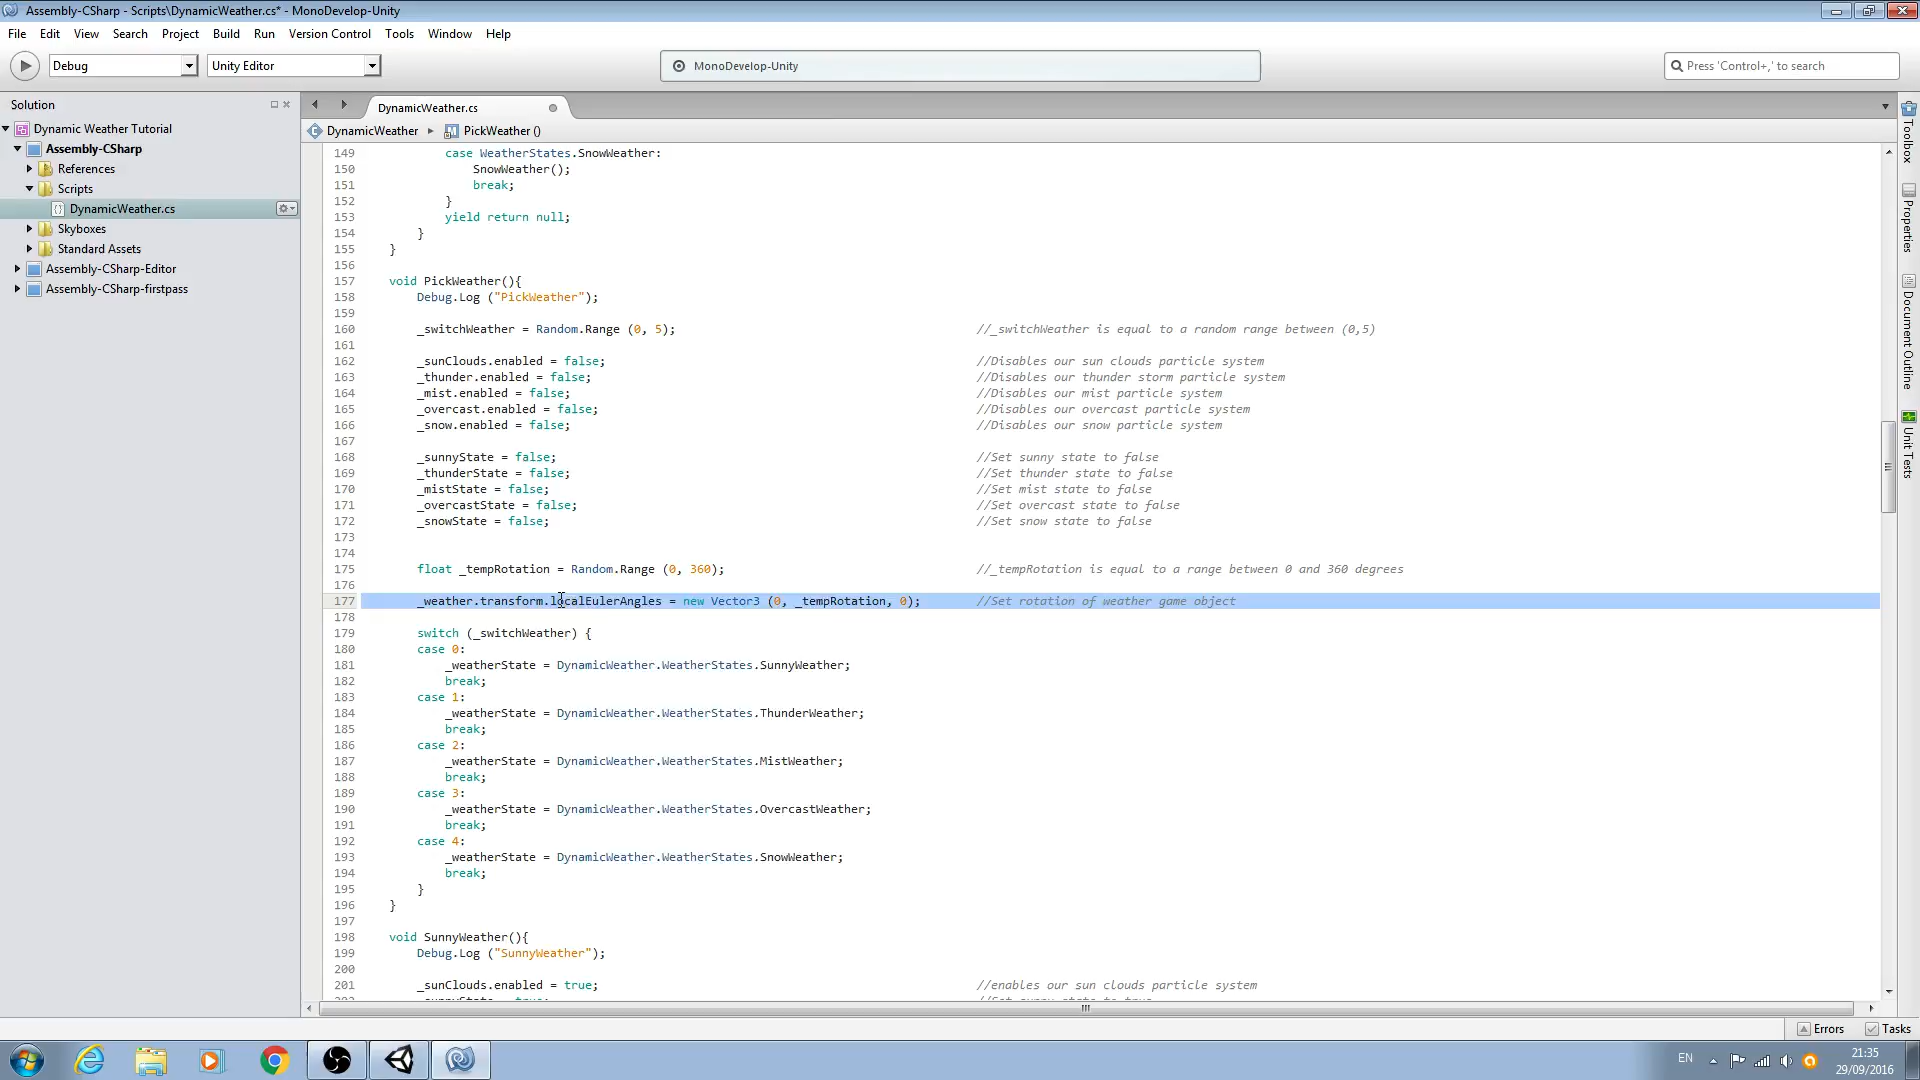 Assembly-CSharp - Scripts\DynamicWeather.cs* - MonoDevelop-Unity
File Edit View Search Project Build Run Version Control Tools Window Help
Debug Unity Editor MonoDevelop-Unity Press 'Control+,' to search
Solution
Dynamic Weather Tutorial
Assembly-CSharp
References
Scripts
DynamicWeather.cs
Skyboxes
Standard Assets
Assembly-CSharp-Editor
Assembly-CSharp-firstpass
DynamicWeather.cs
DynamicWeather PickWeather ()
149 case WeatherStates.SnowWeather:
150 SnowWeather();
151 break;
152 }
153 yield return null;
154 }
155 }
156
157 void PickWeather(){
158 Debug.Log ("PickWeather");
159
160 _switchWeather = Random.Range (0, 5); //_switchWeather is equal to a random range between (0,5)
161
162 _sunClouds.enabled = false; //Disables our sun clouds particle system
163 _thunder.enabled = false; //Disables our thunder storm particle system
164 _mist.enabled = false; //Disables our mist particle system
165 _overcast.enabled = false; //Disables our overcast particle system
166 _snow.enabled = false; //Disables our snow particle system
167
168 _sunnyState = false; //Set sunny state to false
169 _thunderState = false; //Set thunder state to false
170 _mistState = false; //Set mist state to false
171 _overcastState = false; //Set overcast state to false
172 _snowState = false; //Set snow state to false
173
174
175 float _tempRotation = Random.Range (0, 360); //_tempRotation is equal to a range between 0 and 360 degrees
176
177 _weather.transform.localEulerAngles = new Vector3 (0, _tempRotation, 0); //Set rotation of weather game object
178
179 switch (_switchWeather) {
180 case 0:
181 _weatherState = DynamicWeather.WeatherStates.SunnyWeather;
182 break;
183 case 1:
184 _weatherState = DynamicWeather.WeatherStates.ThunderWeather;
185 break;
186 case 2:
187 _weatherState = DynamicWeather.WeatherStates.MistWeather;
188 break;
189 case 3:
190 _weatherState = DynamicWeather.WeatherStates.OvercastWeather;
191 break;
192 case 4:
193 _weatherState = DynamicWeather.WeatherStates.SnowWeather;
194 break;
195 }
196 }
197
198 void SunnyWeather(){
199 Debug.Log ("SunnyWeather");
200
201 _sunClouds.enabled = true; //enables our sun clouds particle system
Toolbox
Properties
Document Outline
Unit Tests
Errors Tasks
EN
21:35
29/09/2016